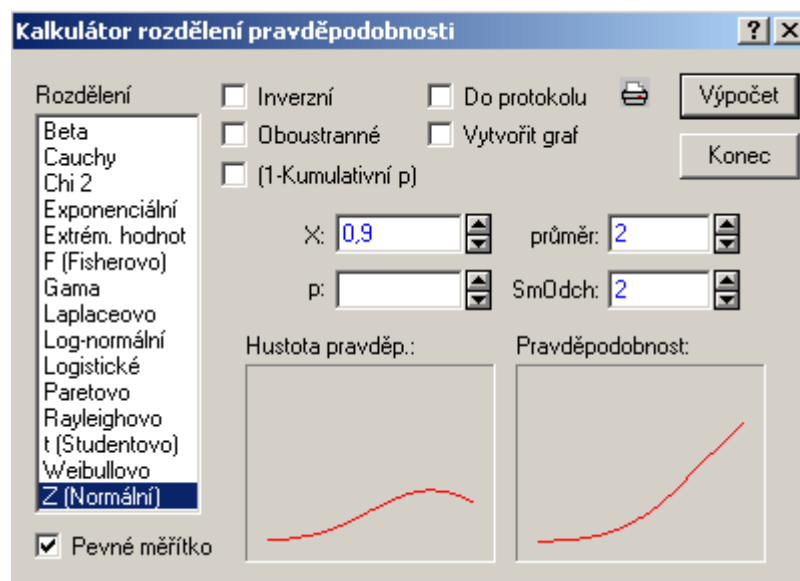 Kalkulátor rozdělení pravděpodobnosti
Rozdělení
Beta
Cauchy
Chi 2
Exponenciální
Extrém. hodnot
F (Fisherovo)
Gama
Laplaceovo
Log-normální
Logistické
Paretovo
Rayleighovo
t (Studentovo)
Weibullovo
Z (Normální)
Pevné měřítko
Inverzní
Do protokolu
Oboustranné
Vytvořit graf
(1-Kumulativní p)
Výpočet
Konec
X: 0,9
průměr: 2
p:
SmOdch: 2
Hustota pravděp.:
Pravděpodobnost: